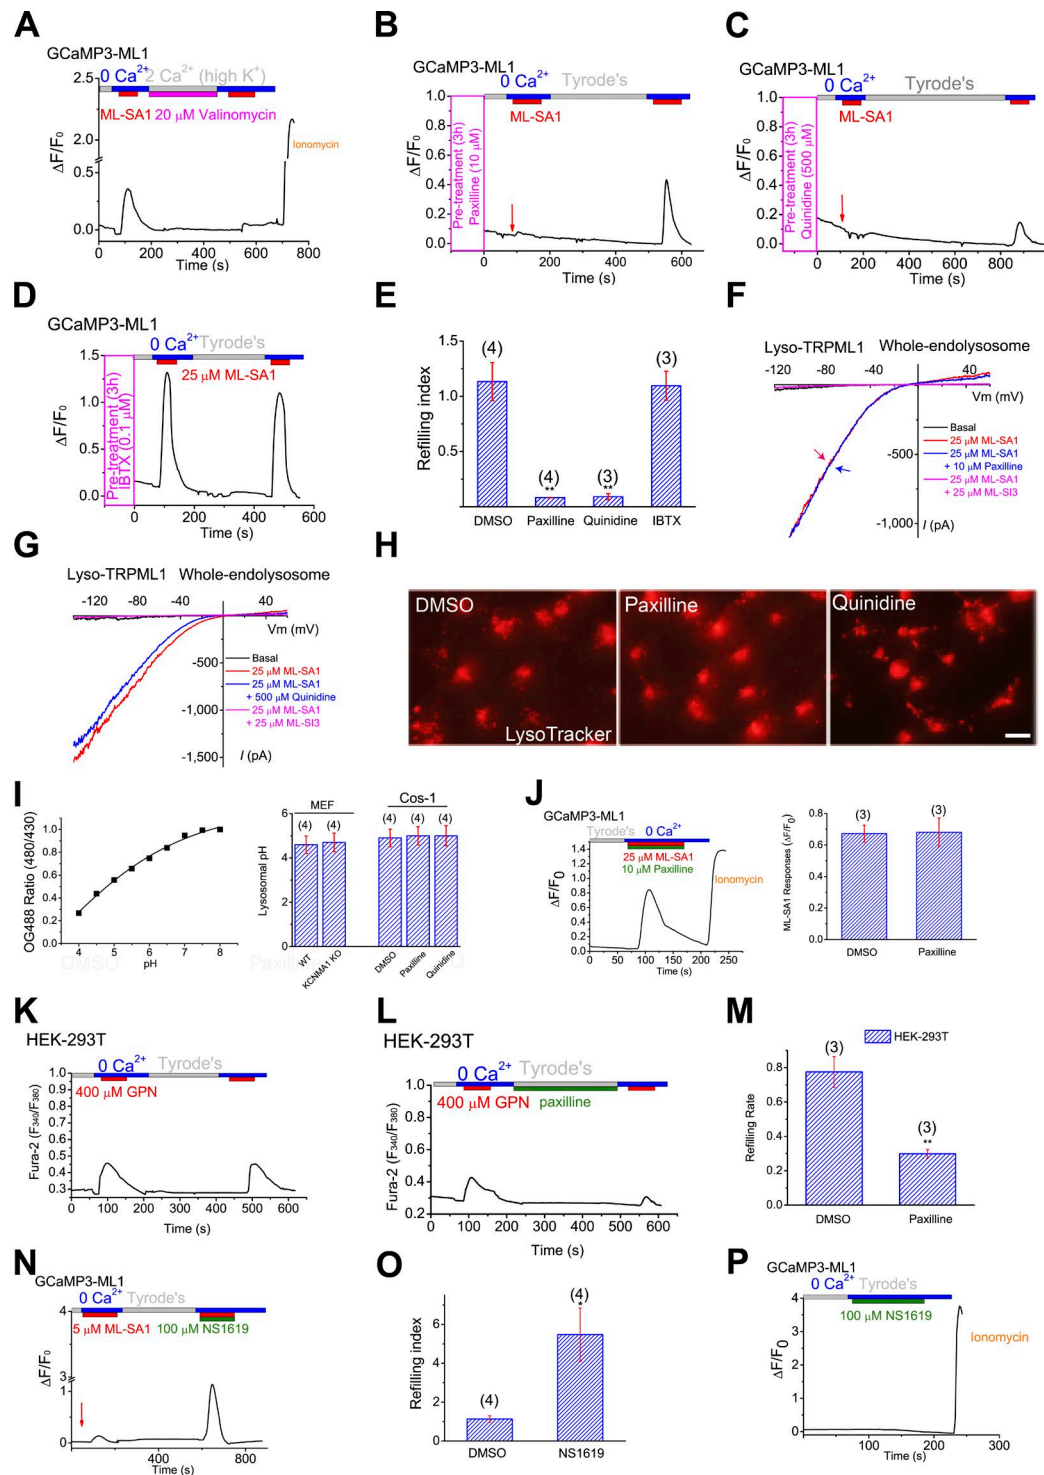 A
GCaMP3-ML1
0 Ca2+
2 Ca2+ (high K+)
ML-SA1
20 μM Valinomycin
Ionomycin
ΔF/F0
2.5
2.0
0.5
0.0
0 200 400 600 800
Time (s)
B
GCaMP3-ML1
0 Ca2+
Tyrode's
ML-SA1
Pre-treatment (3h)
Paxilline (10 μM)
ΔF/F0
1.0
0.8
0.6
0.4
0.2
0.0
0 200 400 600
Time (s)
C
GCaMP3-ML1
0 Ca2+
Tyrode's
ML-SA1
Pre-treatment (3h)
Quinidine (500 μM)
ΔF/F0
1.0
0.8
0.6
0.4
0.2
0.0
0 200 400 600 800
Time (s)
D
GCaMP3-ML1
0 Ca2+
Tyrode's
25 μM ML-SA1
Pre-treatment (3h)
IBTX (0.1 μM)
ΔF/F0
1.5
1.0
0.5
0.0
0 100 200 300 400 500 600
Time (s)
E
Refilling index
1.5
1.0
0.5
(4)
(4)
**
(3)
**
(3)
DMSO Paxilline Quinidine IBTX
F
Lyso-TRPML1 Whole-endolysosome
-120 -80 -40 40
Vm (mV)
Basal
25 μM ML-SA1
25 μM ML-SA1
+ 10 μM Paxilline
25 μM ML-SA1
+ 25 μM ML-SI3
-500
-1,000
I (pA)
G
Lyso-TRPML1 Whole-endolysosome
-120 -80 -40 40
Vm (mV)
Basal
25 μM ML-SA1
25 μM ML-SA1
+ 500 μM Quinidine
25 μM ML-SA1
+ 25 μM ML-SI3
-500
-1,000
-1,500
I (pA)
H
DMSO
Paxilline
Quinidine
LysoTracker
I
OG488 Ratio (480/430)
1.0
0.8
0.6
0.4
0.2
0.0
4 5 6 7 8
pH
DMSO
Paxilline
Lysosomal pH
6
4
2
0
MEF
Cos-1
(4) (4) (4) (4) (4)
WT KCNMA1 KO DMSO Paxilline Quinidine
J
GCaMP3-ML1
Tyrode's
0 Ca2+
25 μM ML-SA1
10 μM Paxilline
Ionomycin
ΔF/F0
1.4
1.2
1.0
0.8
0.6
0.4
0.2
0.0
0 50 100 150 200 250
Time (s)
ML-SA1 Responses (ΔF/F0)
0.8
0.6
0.4
0.2
0.0
(3) (3)
DMSO Paxilline
K
HEK-293T
0 Ca2+
Tyrode's
400 μM GPN
Fura-2 (F340/F380)
1.0
0.9
0.8
0.7
0.6
0.5
0.4
0.3
0 100 200 300 400 500 600
Time (s)
L
HEK-293T
0 Ca2+
Tyrode's
400 μM GPN
paxilline
Fura-2 (F340/F380)
1.0
0.8
0.6
0.4
0.2
0 100 200 300 400 500 600
Time (s)
M
HEK-293T
Refilling Rate
0.8
0.6
0.4
0.2
0.0
(3)
(3)
**
DMSO Paxilline
N
GCaMP3-ML1
0 Ca2+
Tyrode's
5 μM ML-SA1
100 μM NS1619
ΔF/F0
4
3
1
0
0 200 400 600 800
Time (s)
O
Refilling index
6
4
2
0
(4)
(4)
*
DMSO NS1619
P
GCaMP3-ML1
0 Ca2+
Tyrode's
100 μM NS1619
Ionomycin
ΔF/F0
4
3
2
1
0
100 200 300
Time (s)